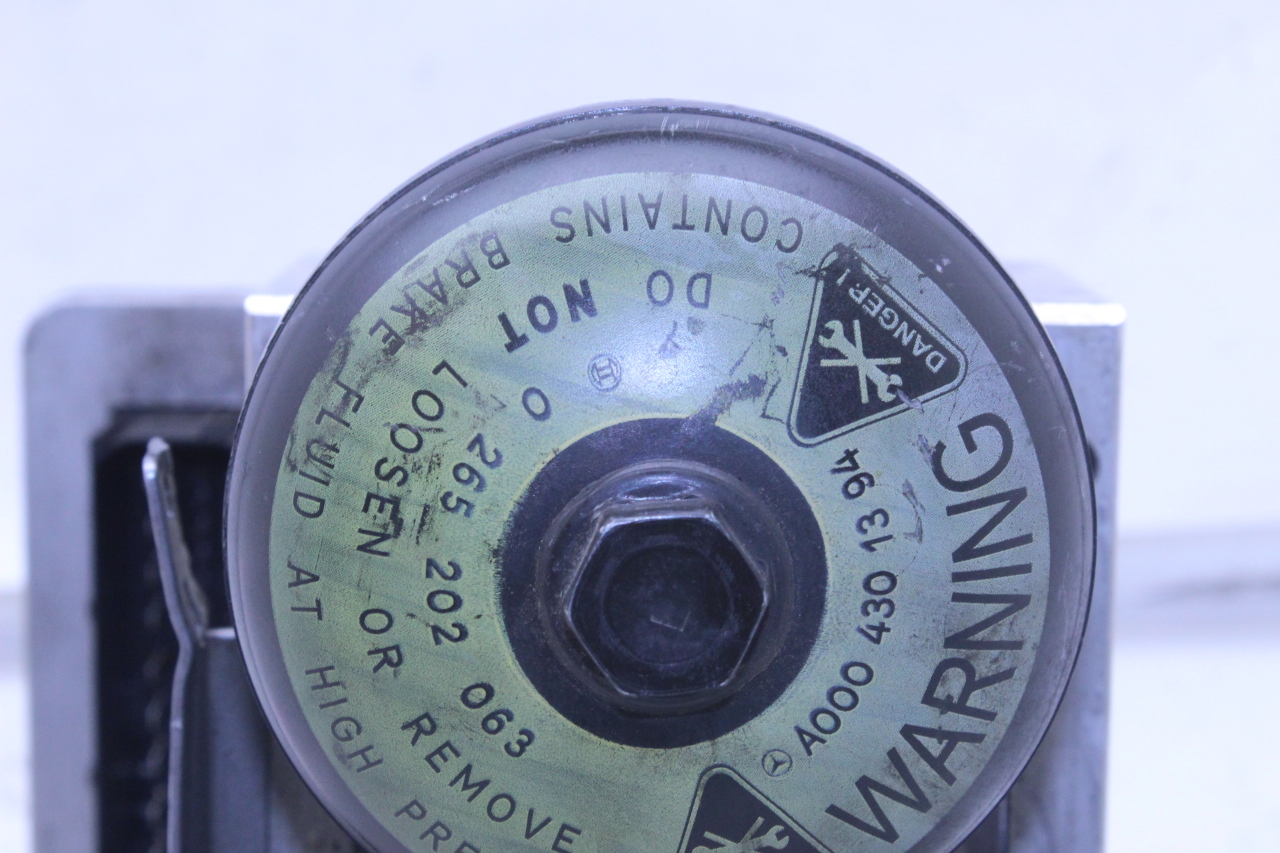 WARNING
CONTAINS BRAKE FLUID AT HIGH PRE
DO NOT LOOSEN OR REMOVE
0 265 202 063
A000 430 13 94
DANGER!